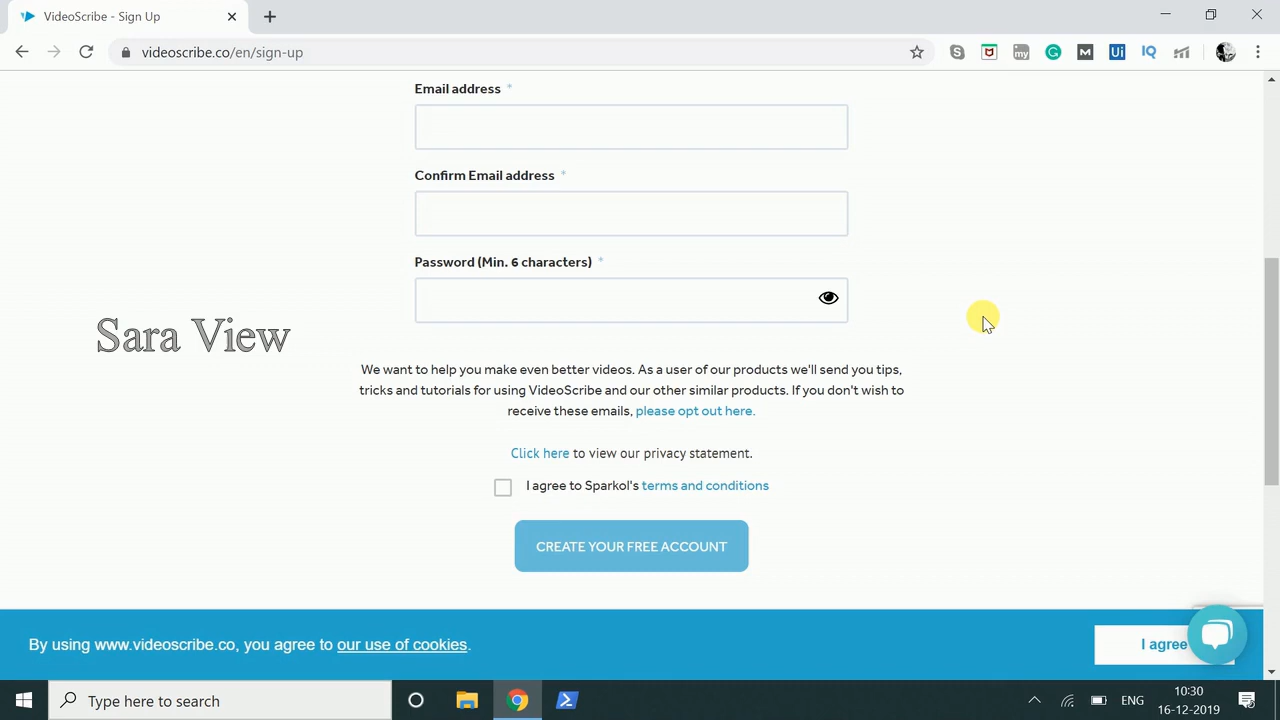 VideoScribe - Sign Up
videoscribe.co/en/sign-up
Email address *
Confirm Email address *
Password (Min. 6 characters) *
Sara View
We want to help you make even better videos. As a user of our products we'll send you tips,
tricks and tutorials for using VideoScribe and our other similar products. If you don't wish to
receive these emails, please opt out here.
Click here to view our privacy statement.
I agree to Sparkol's terms and conditions
CREATE YOUR FREE ACCOUNT
By using www.videoscribe.co, you agree to our use of cookies.
I agree
Type here to search
ENG
10:30
16-12-2019